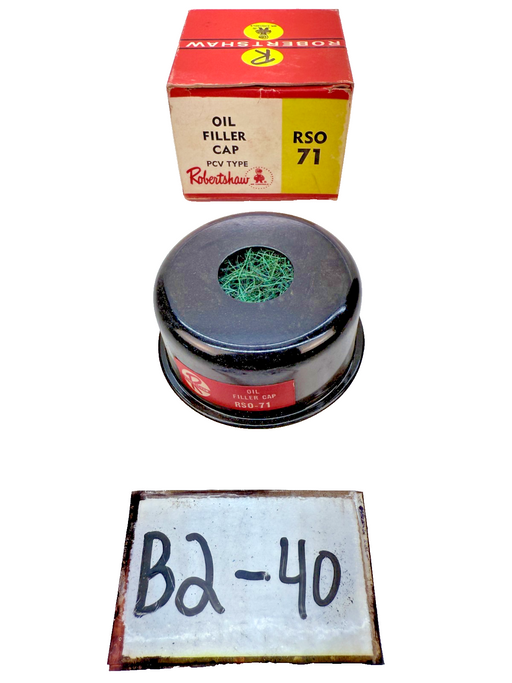 ROBERTSHAW
R
OIL
FILLER
CAP
PCV TYPE
Robertshaw
RSO
71
R
OIL
FILLER CAP
RSO-71
B2-40